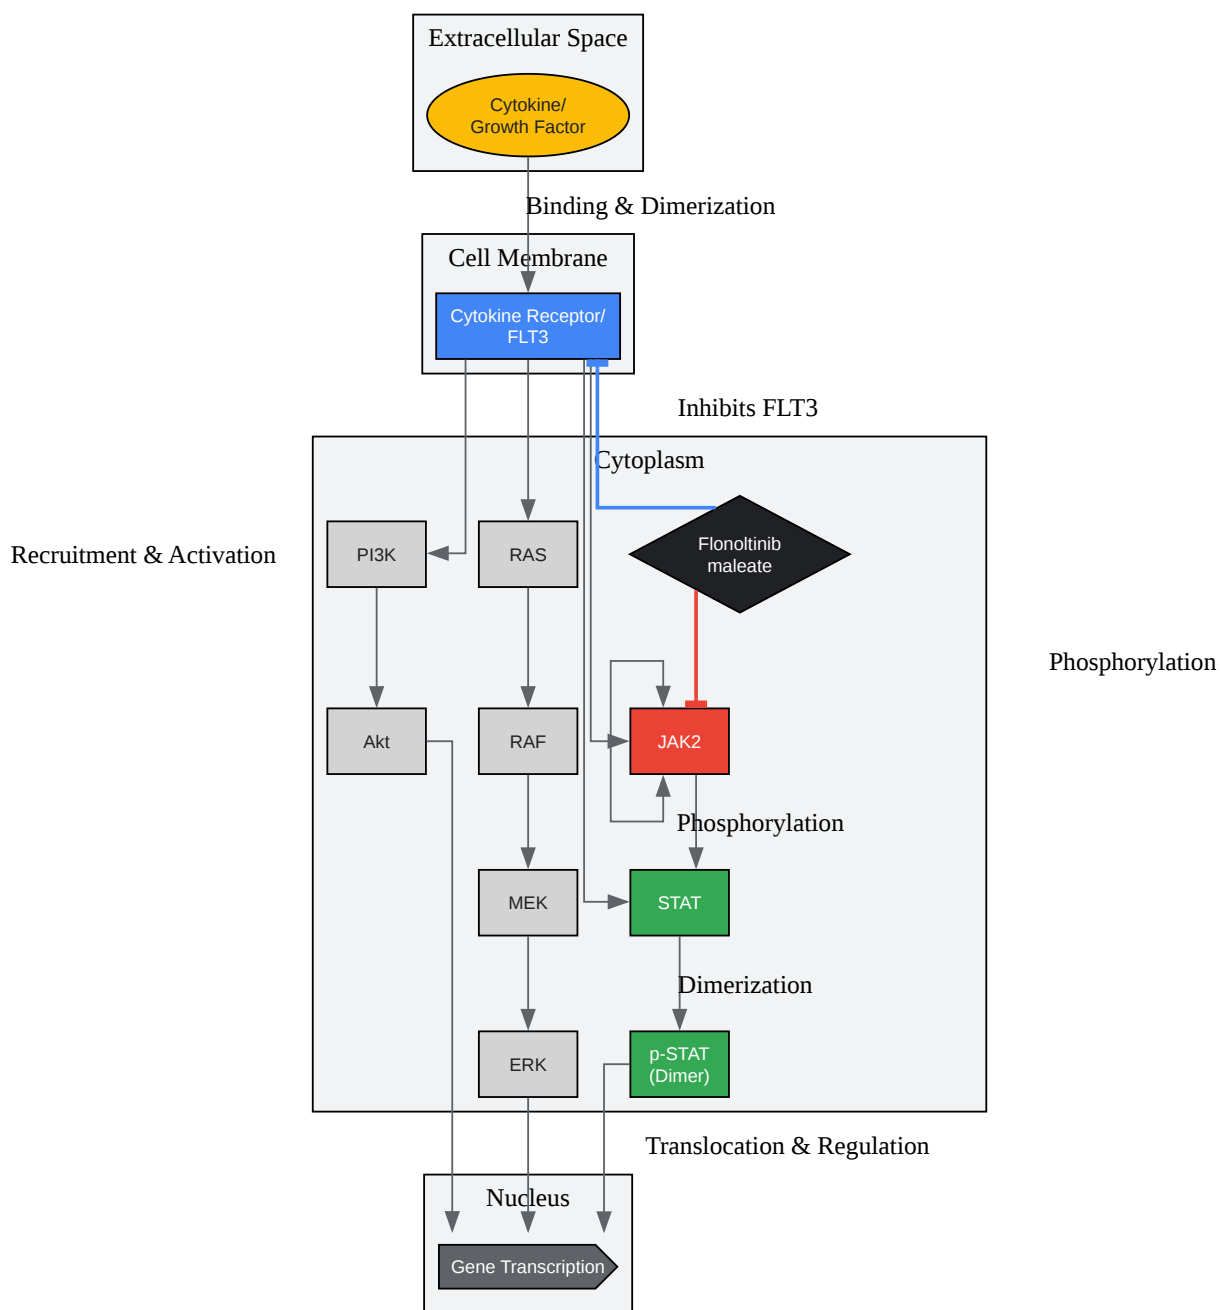 Extracellular Space
Cytokine/
Growth Factor
Binding & Dimerization
Cell Membrane
Cytokine Receptor/
FLT3
Inhibits FLT3
Cytoplasm
Recruitment & Activation
PI3K
RAS
Flonoltinib
maleate
Phosphorylation
Akt
RAF
JAK2
Phosphorylation
MEK
STAT
Dimerization
ERK
p-STAT
(Dimer)
Translocation & Regulation
Nucleus
Gene Transcription